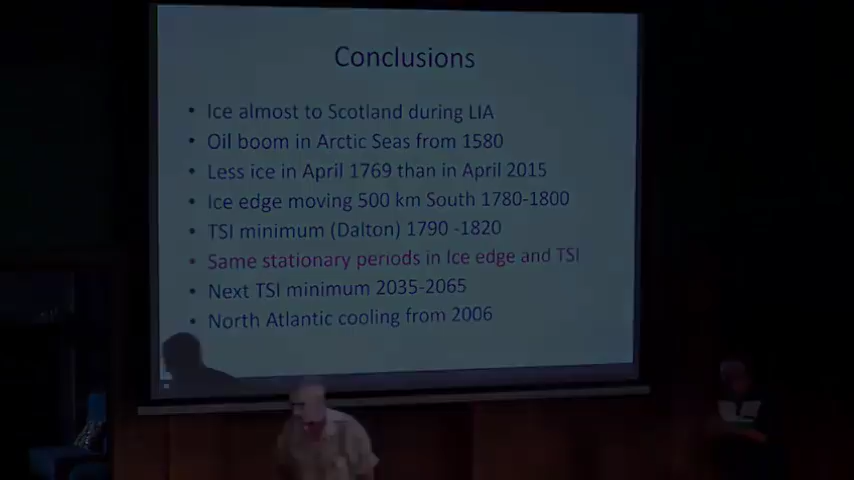 Conclusions
• Ice almost to Scotland during LIA
• Oil boom in Arctic Seas from 1580
• Less ice in April 1769 than in April 2015
• Ice edge moving 500 km South 1780-1800
• TSI minimum (Dalton) 1790 -1820
• Same stationary periods in Ice edge and TSI
• Next TSI minimum 2035-2065
• North Atlantic cooling from 2006